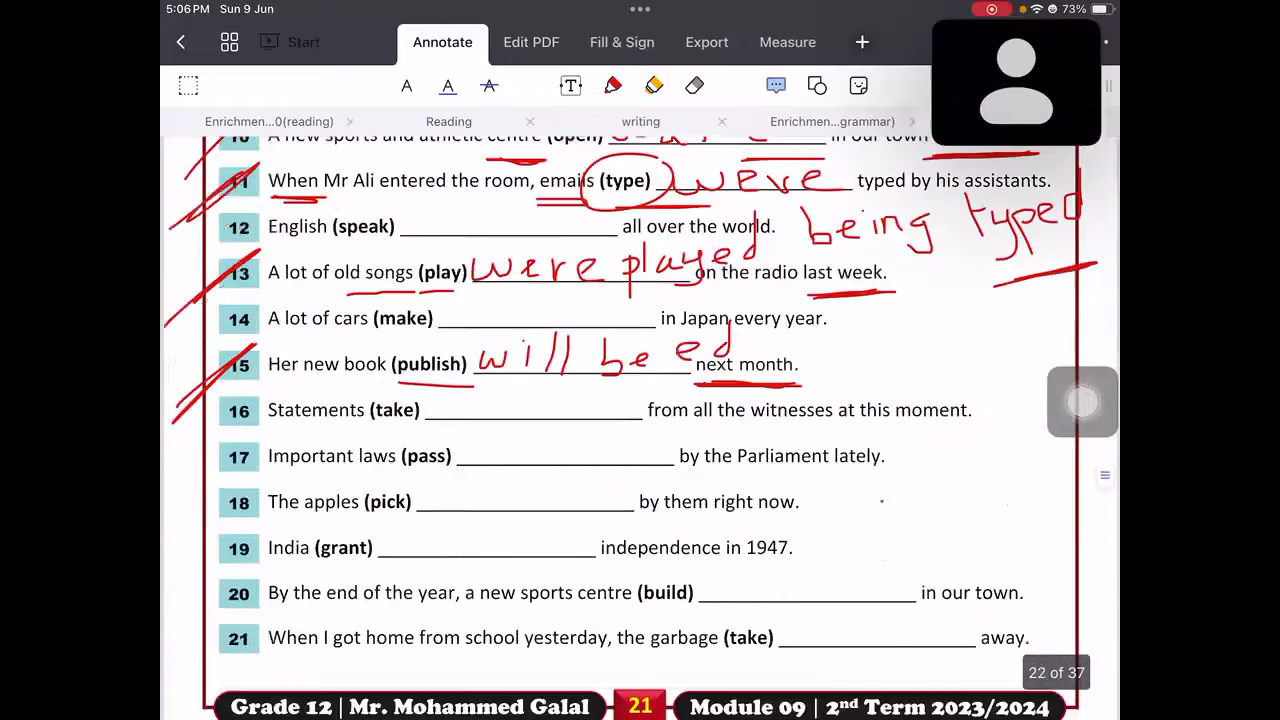 5:06 PM Sun 9 Jun 73%
Start Annotate Edit PDF Fill & Sign Export Measure
Enrichmen...0(reading) Reading writing Enrichmen...grammar)
10 A new sports and athletic centre (open) in our town
11 When Mr Ali entered the room, emails (type) were typed by his assistants.
being typed
12 English (speak) all over the world.
13 A lot of old songs (play) were played on the radio last week.
14 A lot of cars (make) in Japan every year.
15 Her new book (publish) will be ed next month.
16 Statements (take) from all the witnesses at this moment.
17 Important laws (pass) by the Parliament lately.
18 The apples (pick) by them right now.
19 India (grant) independence in 1947.
20 By the end of the year, a new sports centre (build) in our town.
21 When I got home from school yesterday, the garbage (take) away.
22 of 37
Grade 12 | Mr. Mohammed Galal 21 Module 09 | 2nd Term 2023/2024